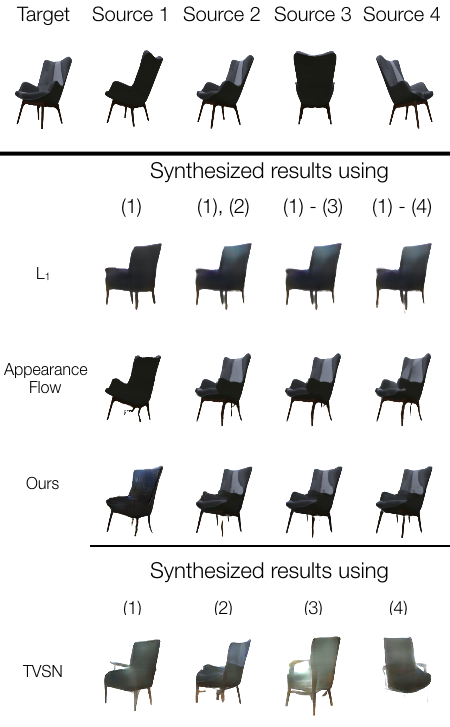 Target Source 1 Source 2 Source 3 Source 4
Synthesized results using
(1) (1), (2) (1) - (3) (1) - (4)
L₁
Appearance
Flow
Ours
Synthesized results using
(1) (2) (3) (4)
TVSN